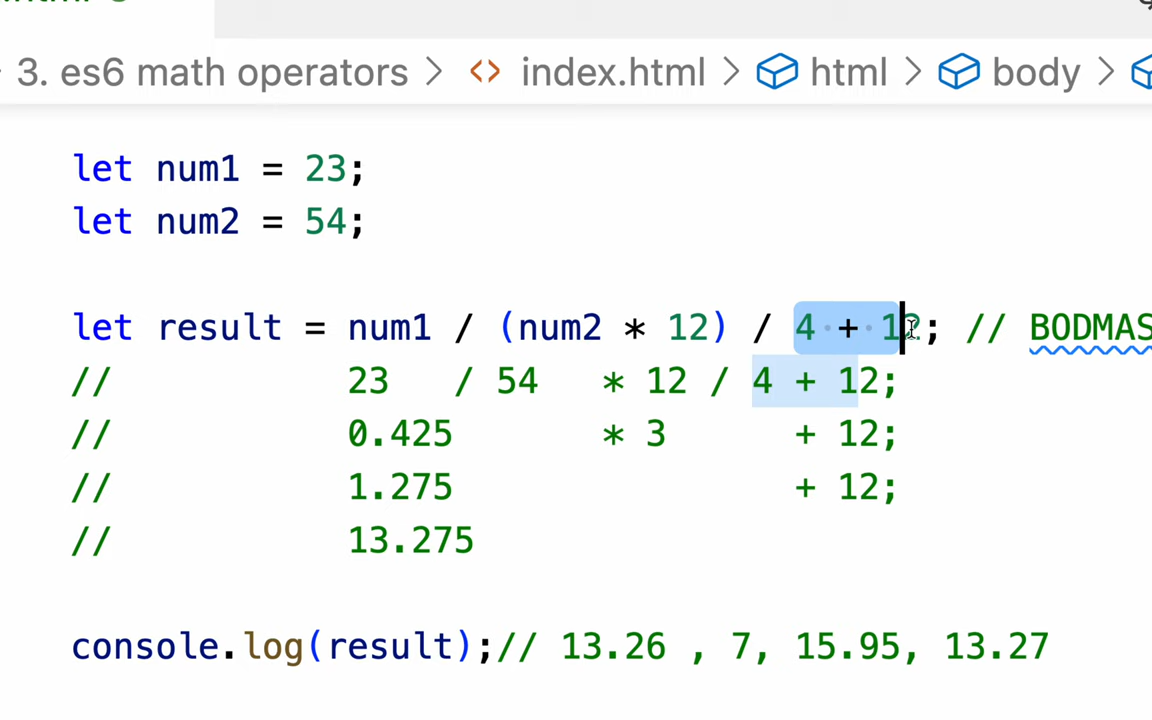 3. es6 math operators > <> index.html > html > body >
let num1 = 23;
let num2 = 54;
let result = num1 / (num2 * 12) / 4 + 12; // BODMAS
// 23 / 54 * 12 / 4 + 12;
// 0.425 * 3 + 12;
// 1.275 + 12;
// 13.275
console.log(result);// 13.26 , 7, 15.95, 13.27